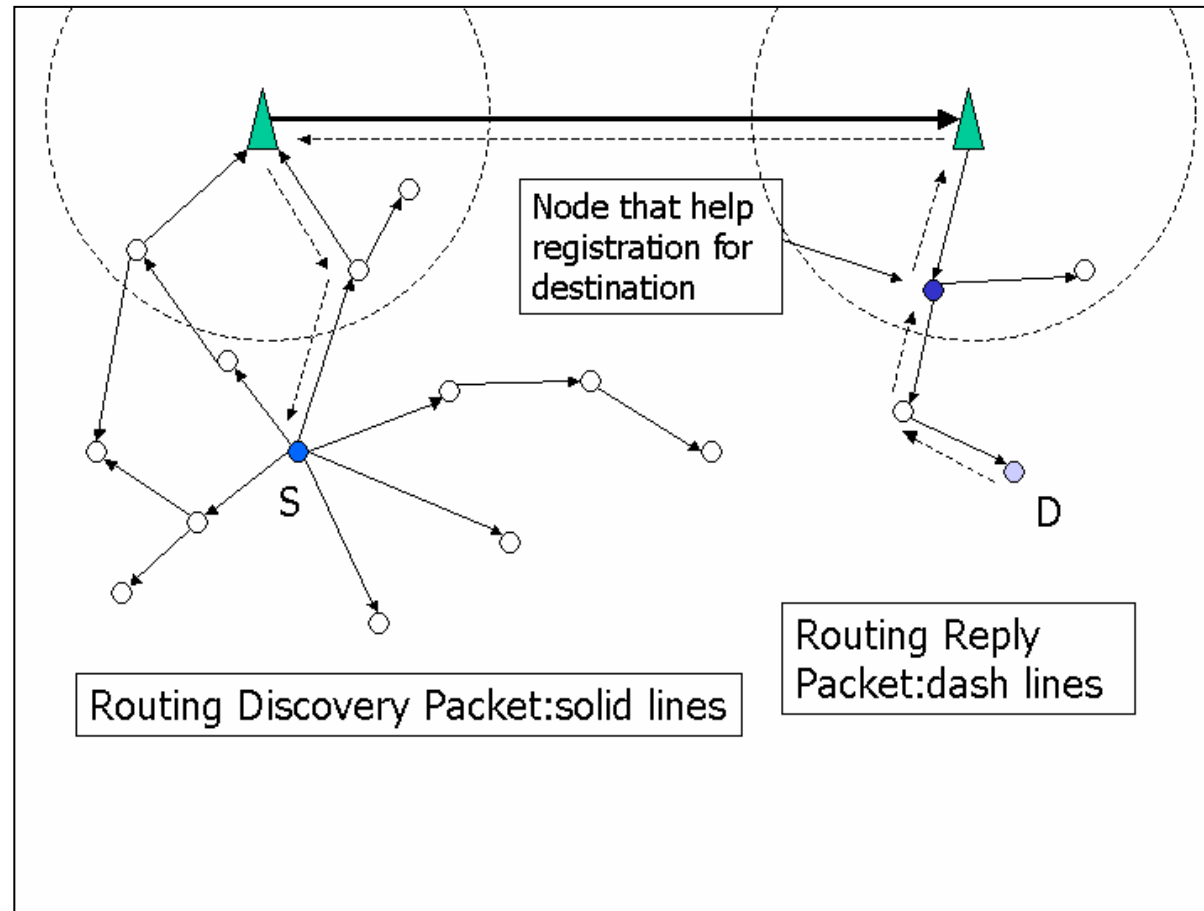 Node that help
registration for
destination
S
D
Routing Reply
Packet:dash lines
Routing Discovery Packet:solid lines